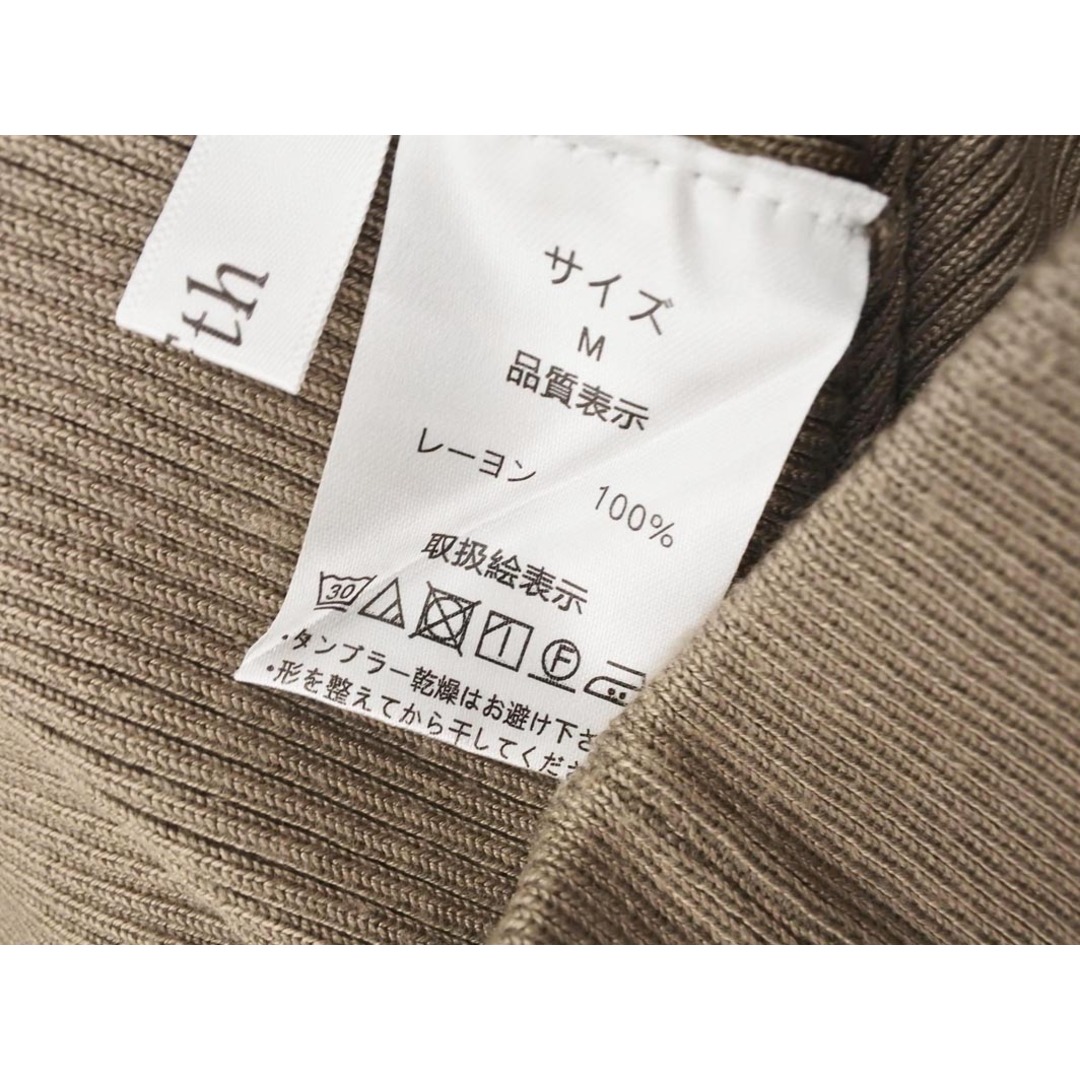 th
サイズ
M
品質表示
レーヨン 100%
取扱絵表示
30 F
・タンブラー乾燥はお避け下さ
・形を整えてから干してくださ